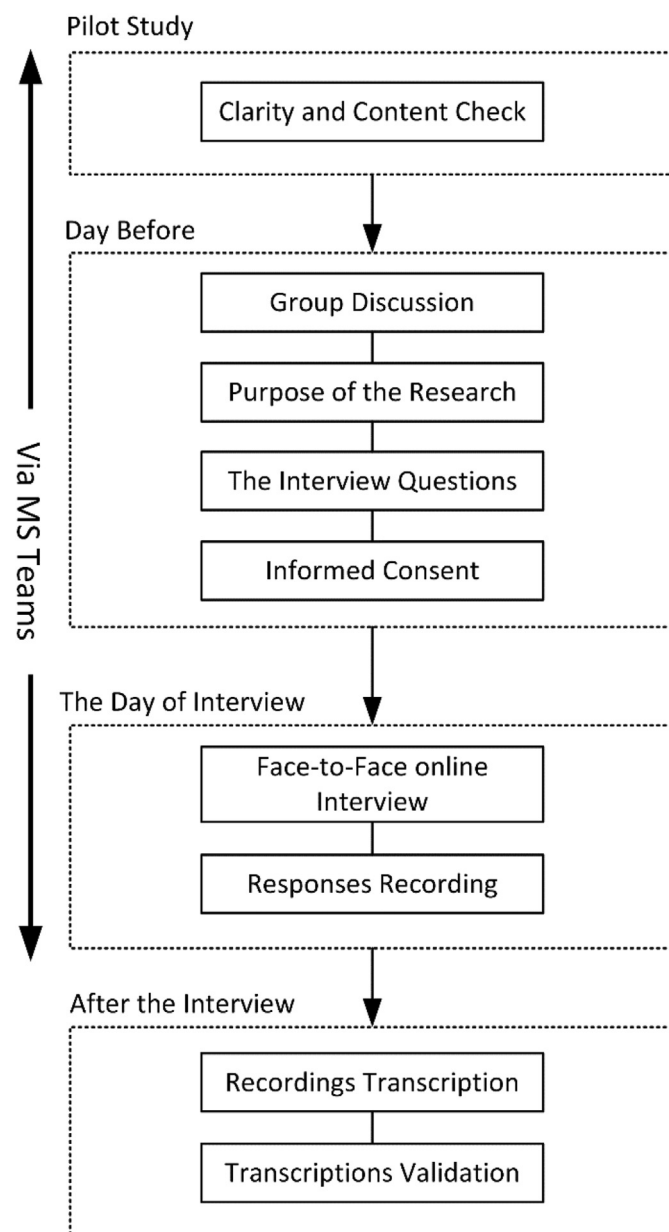 Pilot Study
Clarity and Content Check
Day Before
Group Discussion
Purpose of the Research
The Interview Questions
Informed Consent
Via MS Teams
The Day of Interview
Face-to-Face online
Interview
Responses Recording
After the Interview
Recordings Transcription
Transcriptions Validation